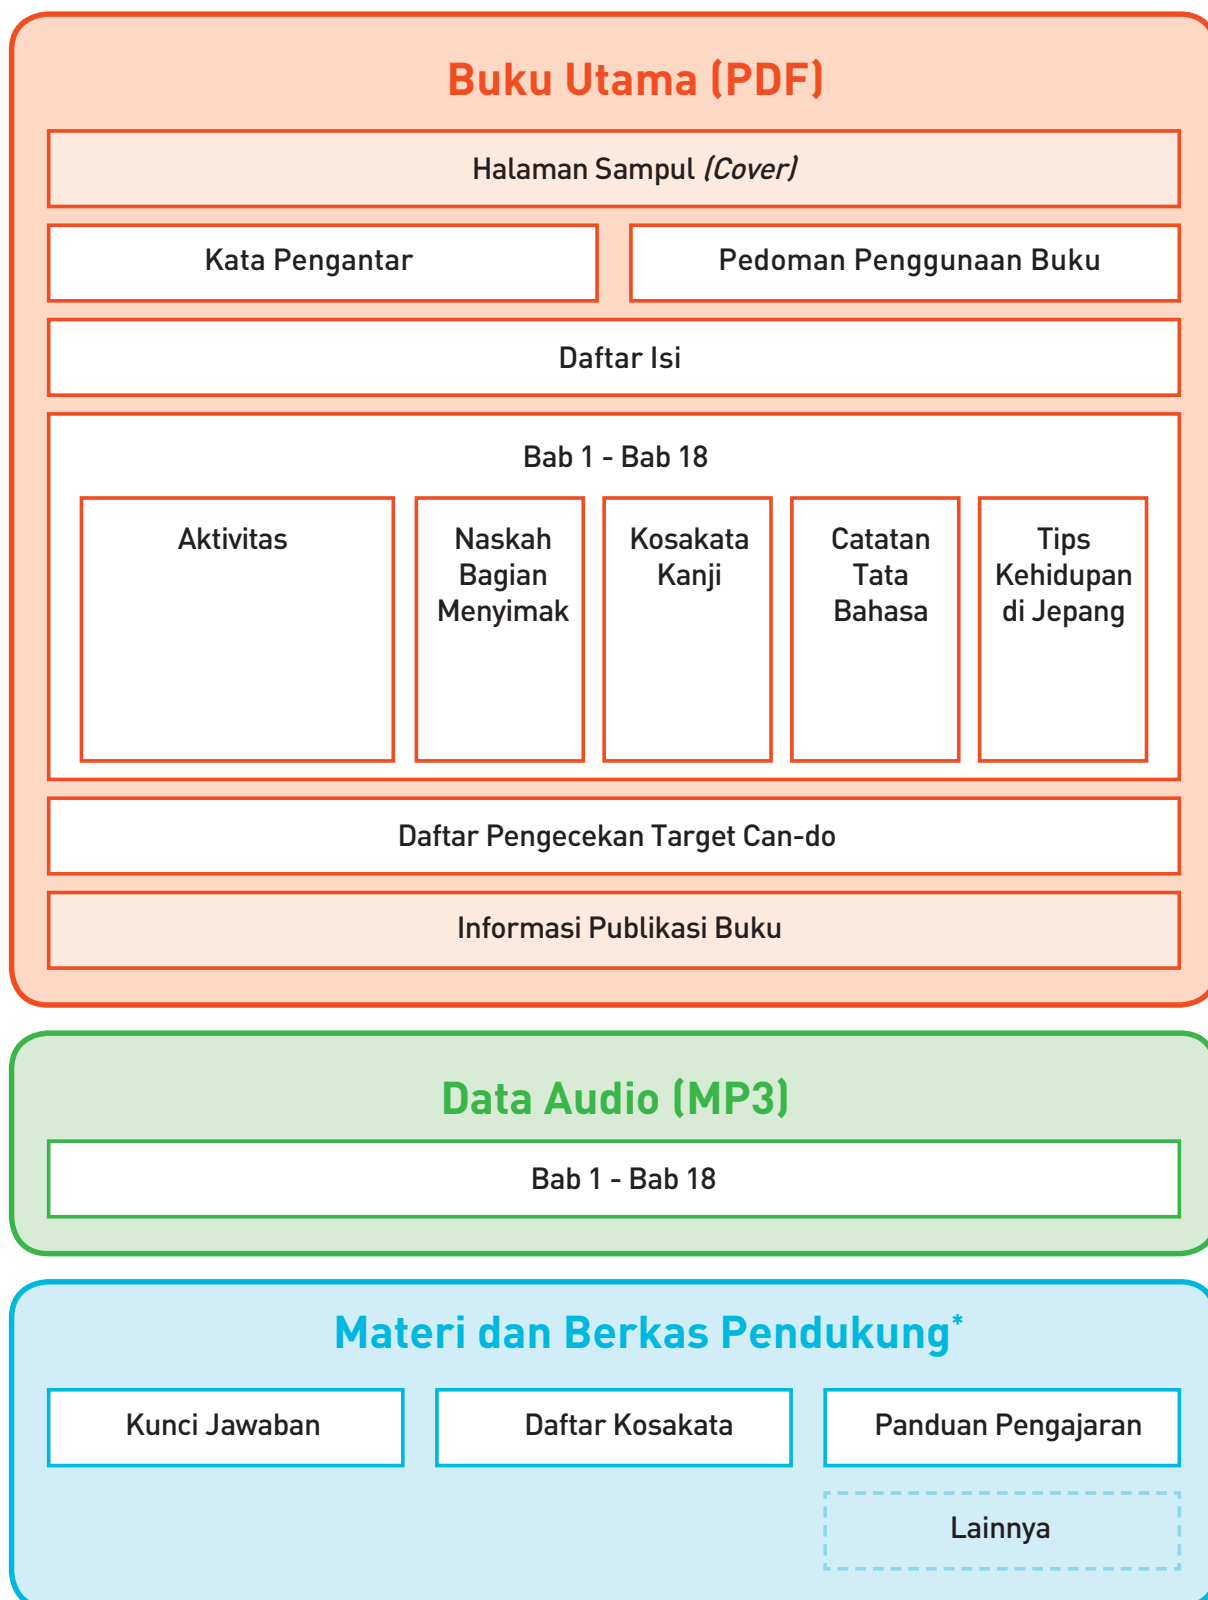 Buku Utama (PDF)
Halaman Sampul (Cover)
Kata Pengantar
Pedoman Penggunaan Buku
Daftar Isi
Bab 1 - Bab 18
Aktivitas
Naskah
Bagian
Menyimak
Kosakata
Kanji
Catatan
Tata
Bahasa
Tips
Kehidupan
di Jepang
Daftar Pengecekan Target Can-do
Informasi Publikasi Buku
Data Audio (MP3)
Bab 1 - Bab 18
Materi dan Berkas Pendukung*
Kunci Jawaban
Daftar Kosakata
Panduan Pengajaran
Lainnya